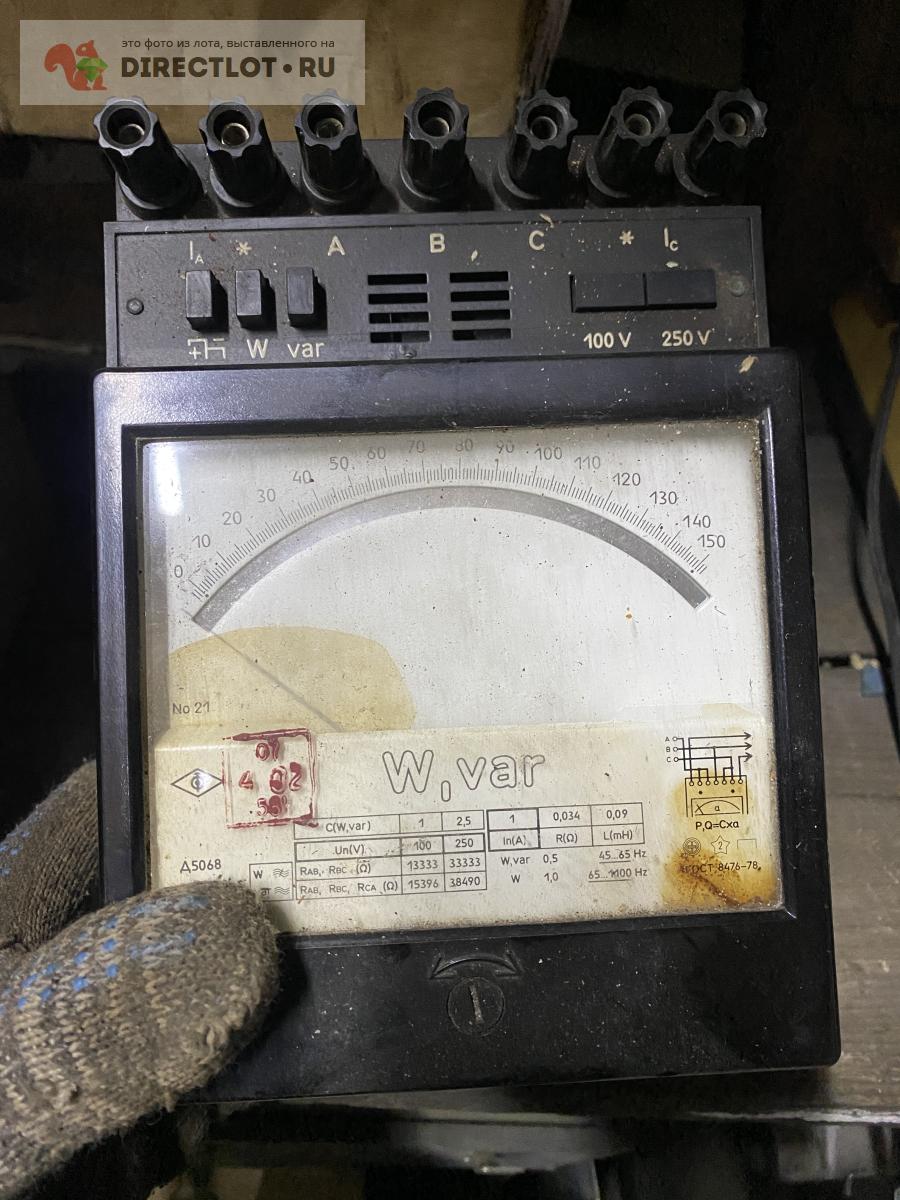 это фото из лота, выставленного на
DIRECTLOT•RU
IA * A B C * IC
W var 100 V 250 V
0 10 20 30 40 50 60 70 80 90 100 110 120 130 140 150
No 21
W,var
A
B
C
P,Q=Cxα
C(W,var) 1 2,5
Un(V) 100 250
RAB, RBC (Ω) 13333 33333
RAB, RBC, RCA (Ω) 15396 38490
1 0,034 0,09
In(A) R(Ω) L(mH)
W,var 0,5 45..65 Hz
W 1,0 65...1100 Hz
Д5068
W
2
ГОСТ 8476-78